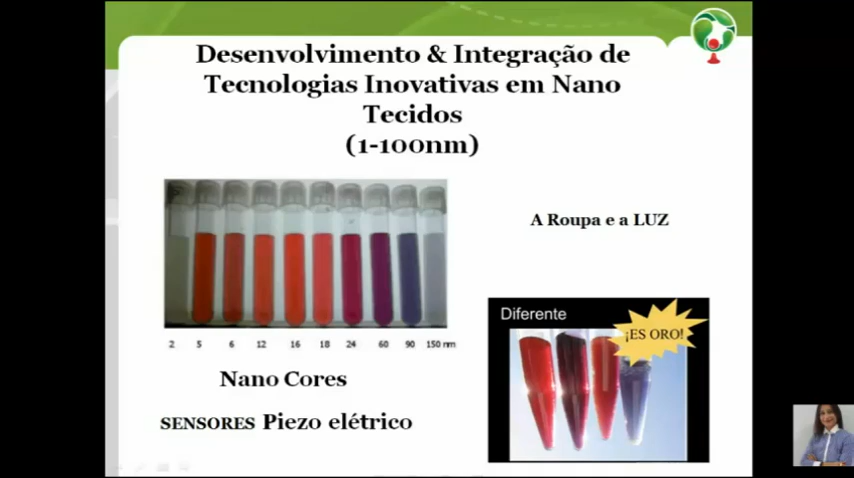 Desenvolvimento & Integração de
Tecnologias Inovativas em Nano
Tecidos
(1-100nm)
A Roupa e a LUZ
Diferente
¡ES ORO!
2 5 6 12 16 18 24 60 90 150 nm
Nano Cores
SENSORES Piezo elétrico